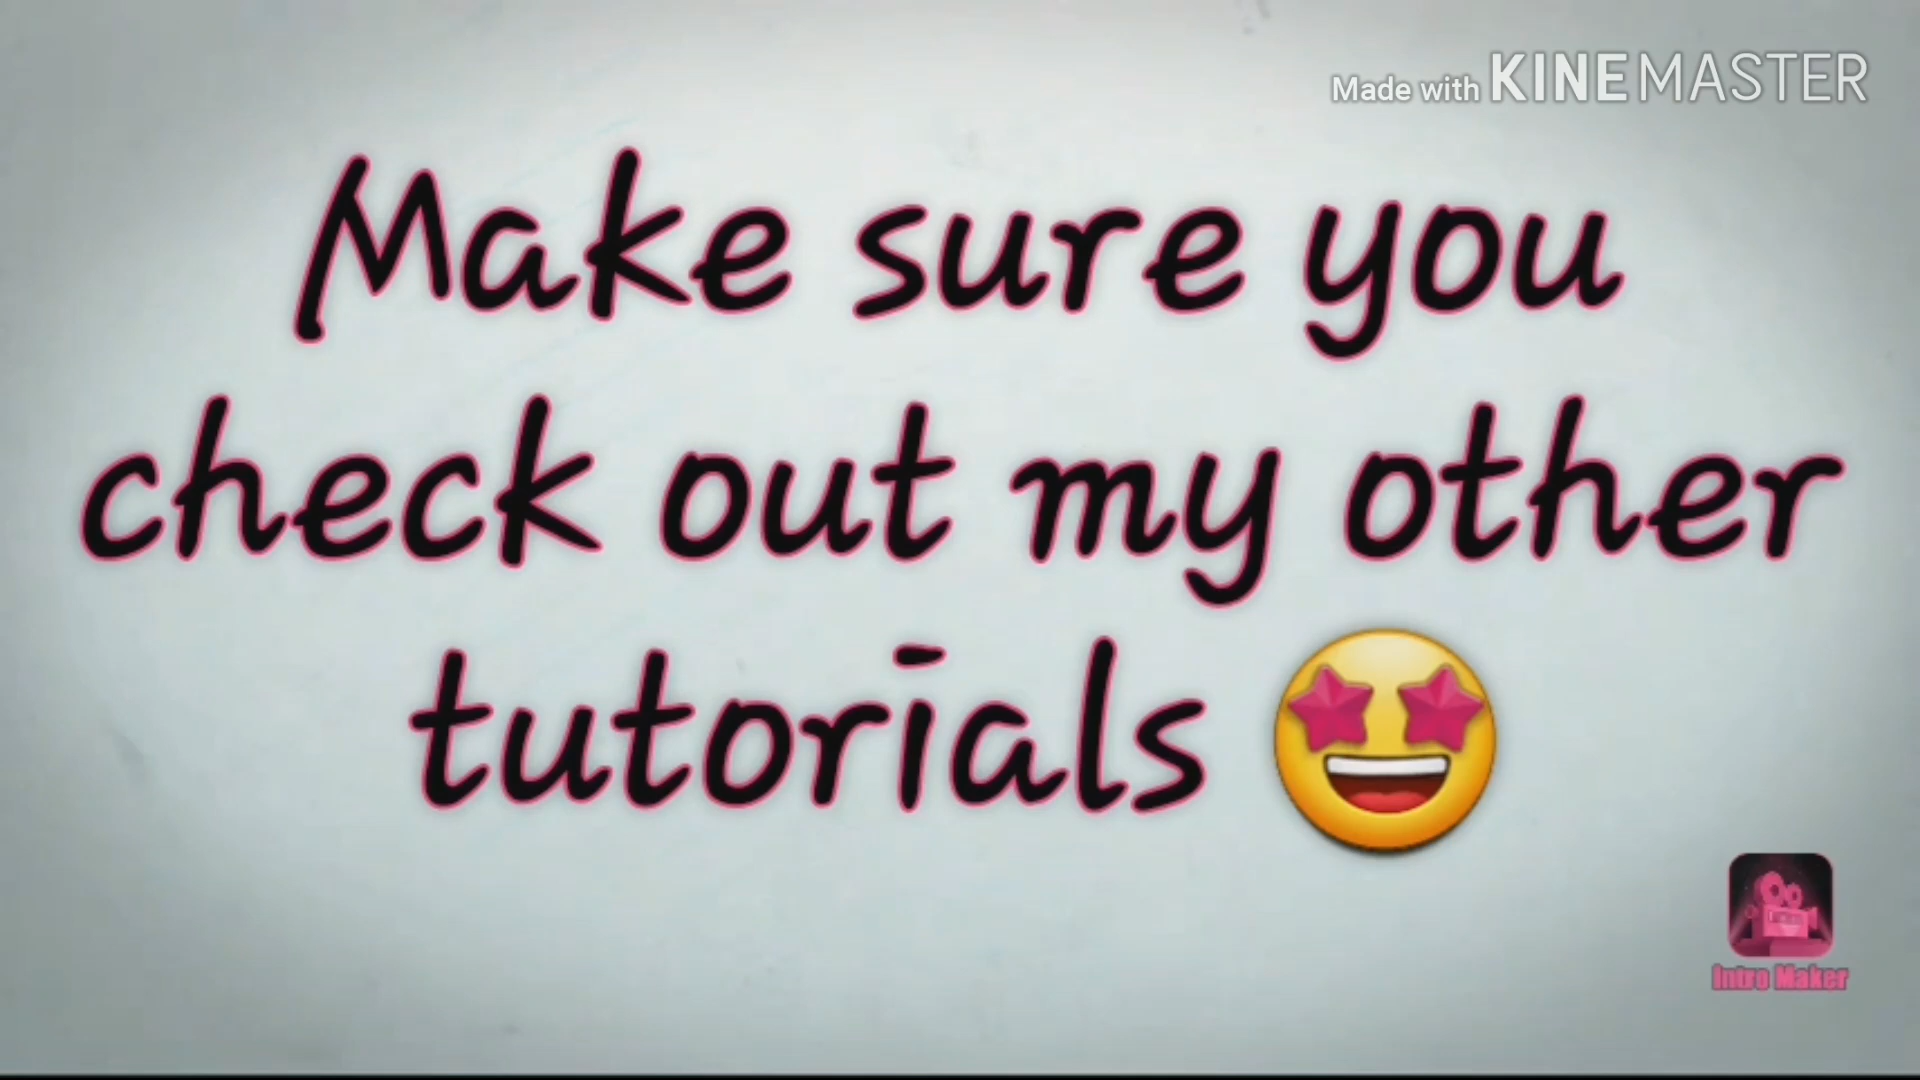 Made with KINEMASTER
Make sure you
check out my other
tutorials 🤩
Intro Maker